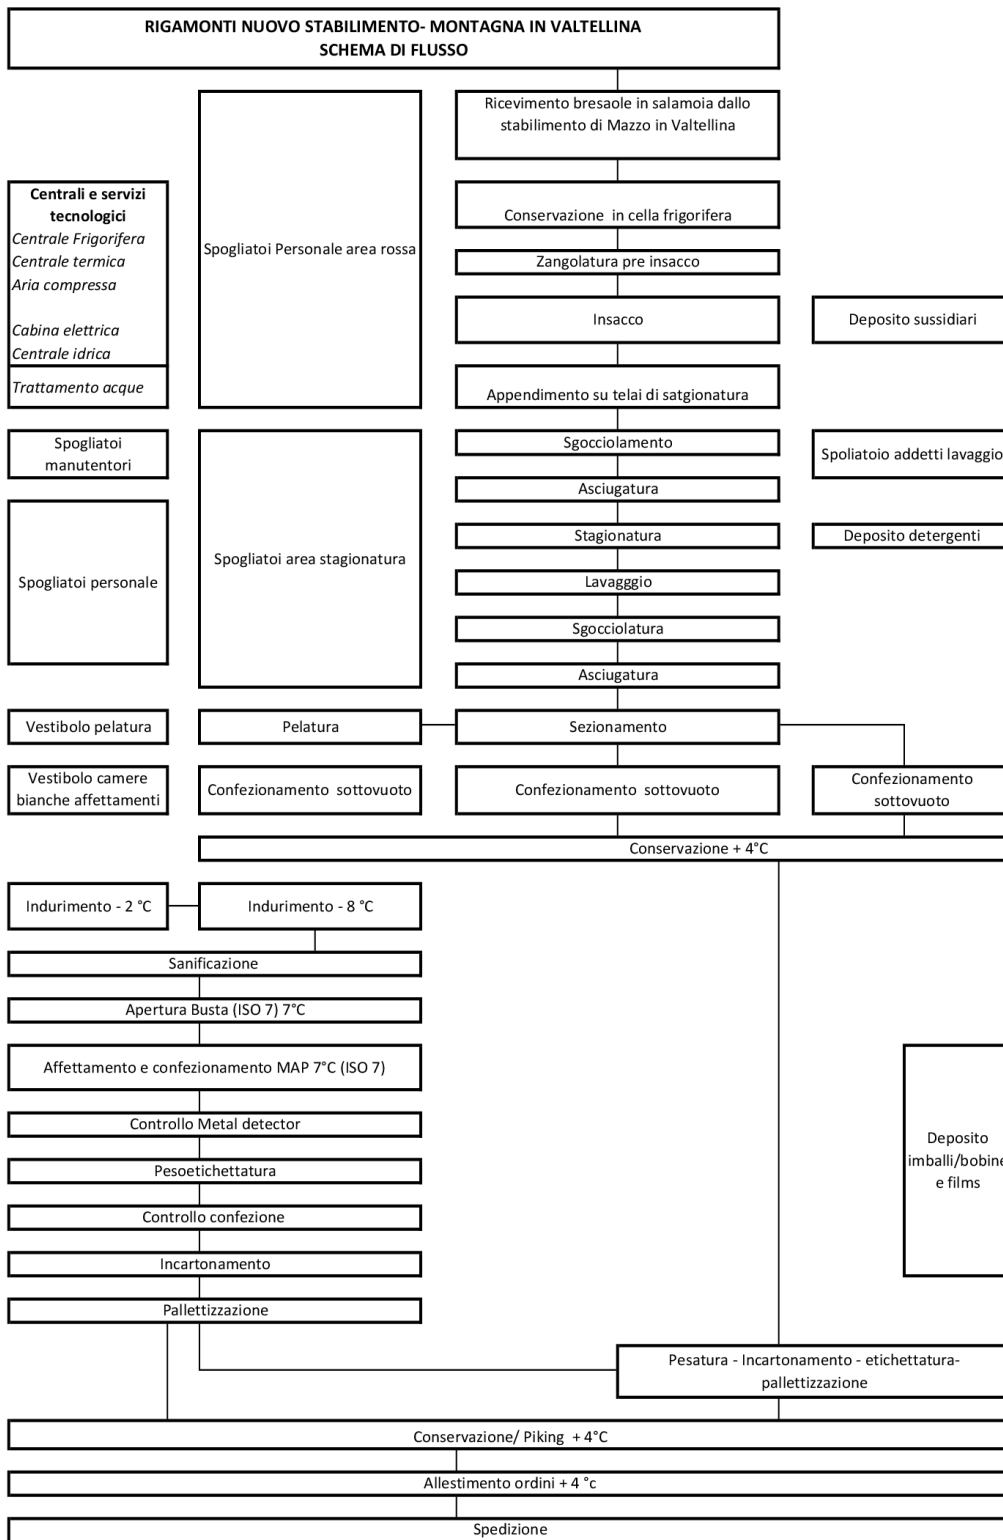 RIGAMONTI NUOVO STABILIMENTO- MONTAGNA IN VALTELLINA
SCHEMA DI FLUSSO
Ricevimento bresaole in salamoia dallo
stabilimento di Mazzo in Valtellina
Centrali e servizi
tecnologici
Centrale Frigorifera
Centrale termica
Aria compressa
Cabina elettrica
Centrale idrica
Trattamento acque
Spogliatoi Personale area rossa
Conservazione in cella frigorifera
Zangolatura pre insacco
Insacco
Deposito sussidiari
Appendimento su telai di satgionatura
Spogliatoi
manutentori
Sgocciolamento
Spoliatoio addetti lavaggio
Asciugatura
Spogliatoi personale
Spogliatoi area stagionatura
Stagionatura
Deposito detergenti
Lavagggio
Sgocciolatura
Asciugatura
Vestibolo pelatura
Pelatura
Sezionamento
Vestibolo camere
bianche affettamenti
Confezionamento sottovuoto
Confezionamento sottovuoto
Confezionamento
sottovuoto
Conservazione + 4°C
Indurimento - 2 °C
Indurimento - 8 °C
Sanificazione
Apertura Busta (ISO 7) 7°C
Affettamento e confezionamento MAP 7°C (ISO 7)
Controllo Metal detector
Pesoetichettatura
Controllo confezione
Incartonamento
Pallettizzazione
Deposito
imballi/bobine
e films
Pesatura - Incartonamento - etichettatura-
pallettizzazione
Conservazione/ Piking + 4°C
Allestimento ordini + 4 °c
Spedizione